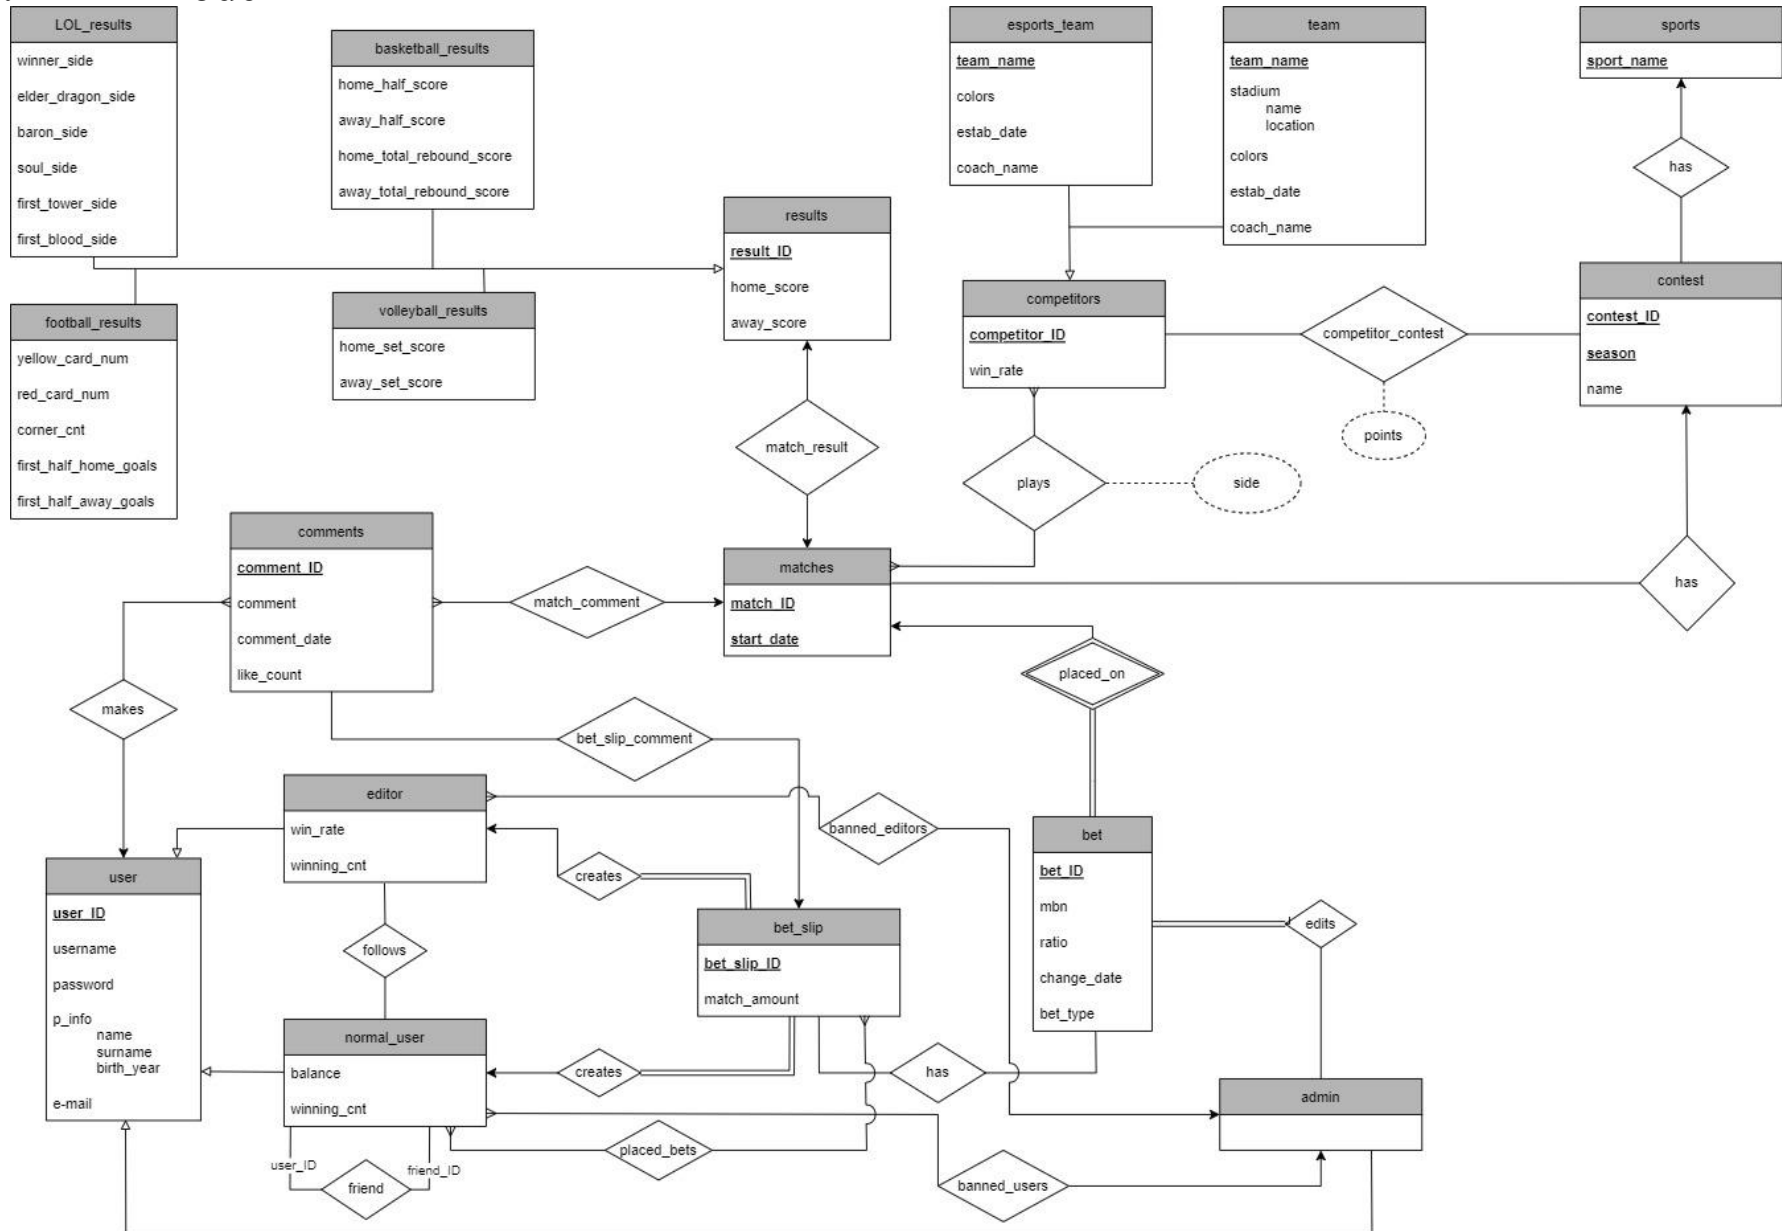 LOL_results
winner_side
elder_dragon_side
baron_side
soul_side
first_tower_side
first_blood_side
basketball_results
home_half_score
away_half_score
home_total_rebound_score
away_total_rebound_score
esports_team
team_name
colors
estab_date
coach_name
team
team_name
stadium
name
location
colors
estab_date
coach_name
sports
sport_name
has
results
result_ID
home_score
away_score
football_results
yellow_card_num
red_card_num
corner_cnt
first_half_home_goals
first_half_away_goals
volleyball_results
home_set_score
away_set_score
competitors
competitor_ID
win_rate
competitor_contest
points
contest
contest_ID
season
name
match_result
plays
side
comments
comment_ID
comment
comment_date
like_count
match_comment
matches
match_ID
start_date
has
makes
bet_slip_comment
placed_on
editor
win_rate
winning_cnt
creates
banned_editors
bet
bet_ID
mbn
ratio
change_date
bet_type
edits
user
user_ID
username
password
p_info
name
surname
birth_year
e-mail
follows
bet_slip
bet_slip_ID
match_amount
normal_user
balance
winning_cnt
creates
has
admin
user_ID
friend_ID
friend
placed_bets
banned_users